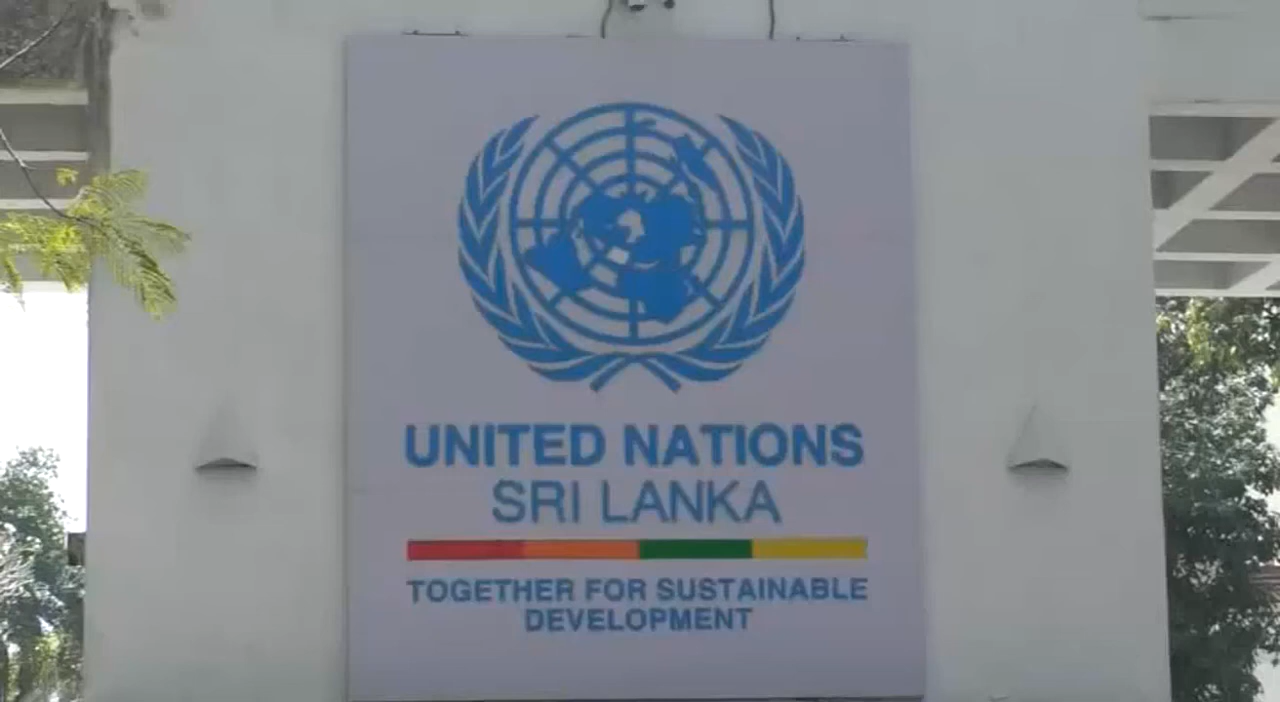 UNITED NATIONS
SRI LANKA
TOGETHER FOR SUSTAINABLE
DEVELOPMENT